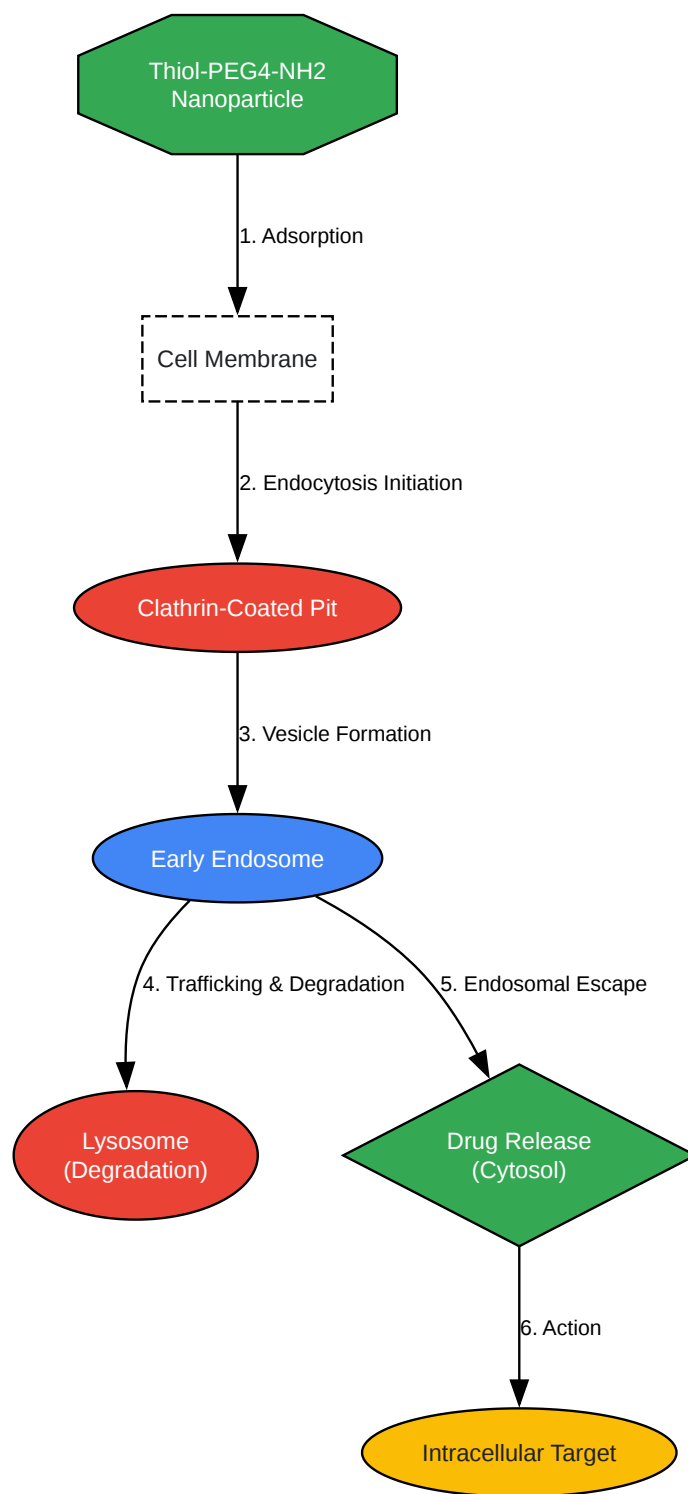 Thiol-PEG4-NH2
Nanoparticle
1. Adsorption
Cell Membrane
2. Endocytosis Initiation
Clathrin-Coated Pit
3. Vesicle Formation
Early Endosome
4. Trafficking & Degradation
5. Endosomal Escape
Lysosome
(Degradation)
Drug Release
(Cytosol)
6. Action
Intracellular Target